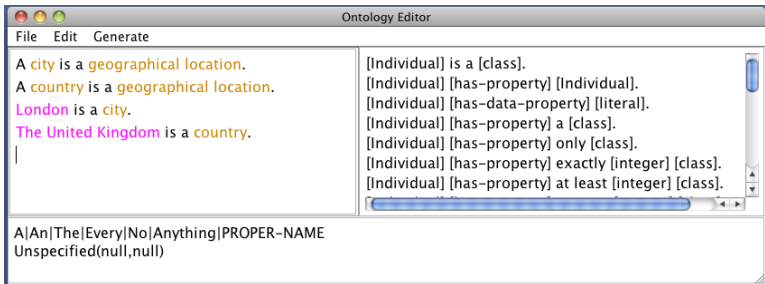 Ontology Editor
File Edit Generate
A city is a geographical location.
A country is a geographical location.
London is a city.
The United Kingdom is a country.
[Individual] is a [class].
[Individual] [has-property] [Individual].
[Individual] [has-data-property] [literal].
[Individual] [has-property] a [class].
[Individual] [has-property] only [class].
[Individual] [has-property] exactly [integer] [class].
[Individual] [has-property] at least [integer] [class].
A|An|The|Every|No|Anything|PROPER-NAME
Unspecified(null,null)